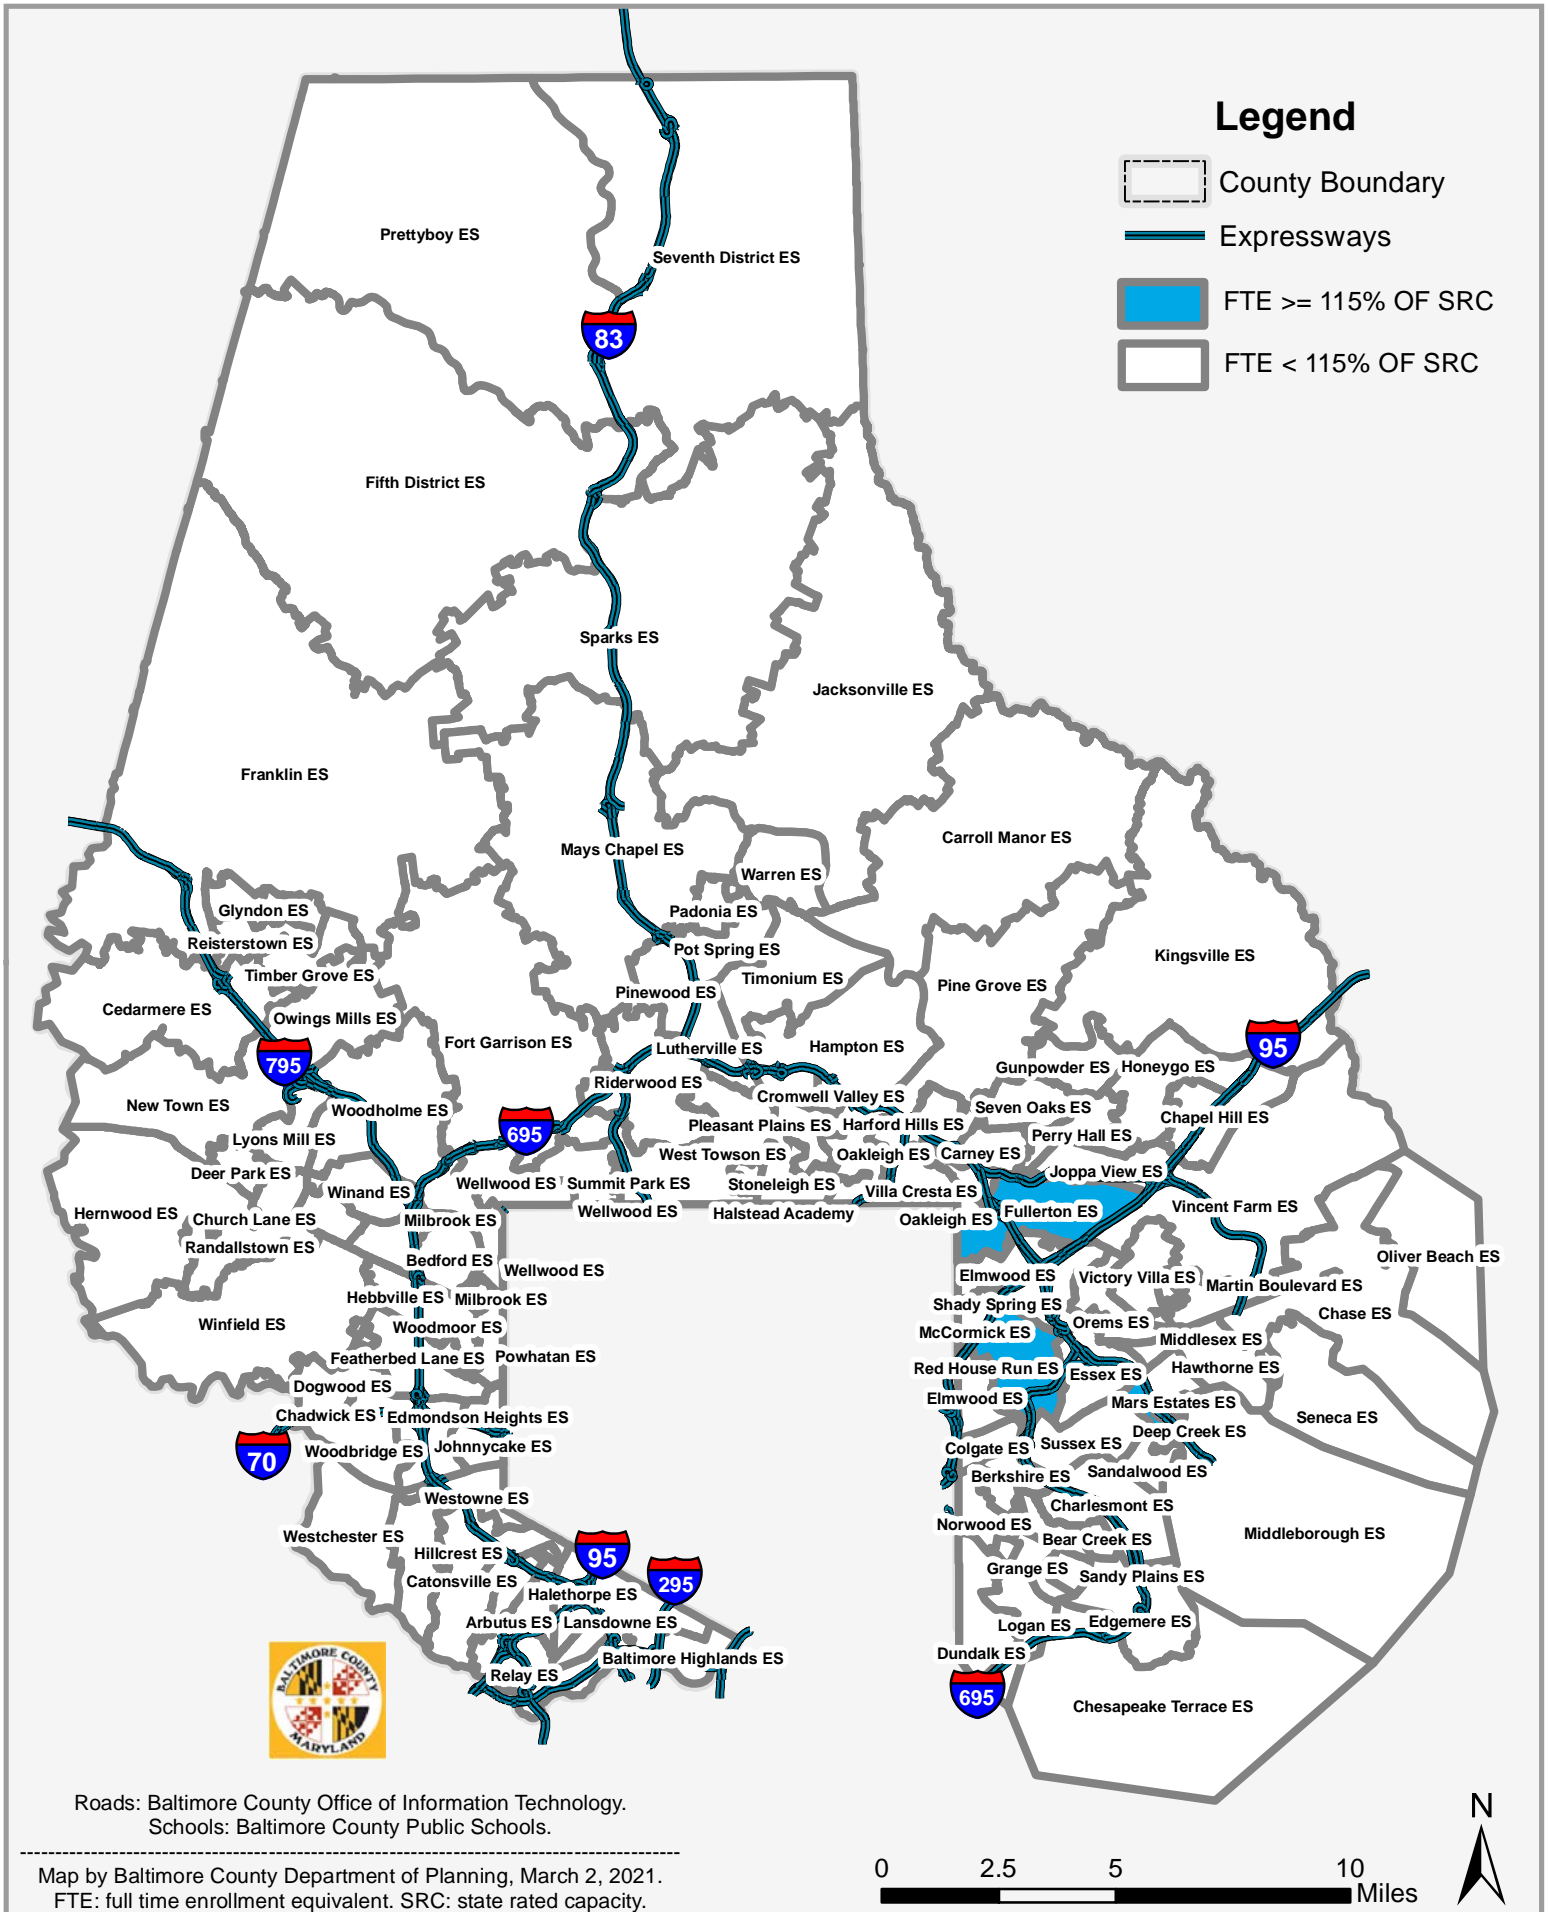 Legend
County Boundary
Expressways
FTE >= 115% OF SRC
FTE < 115% OF SRC
Prettyboy ES
Seventh District ES
83
Fifth District ES
Sparks ES
Jacksonville ES
Franklin ES
Carroll Manor ES
Mays Chapel ES
Warren ES
Glyndon ES
Padonia ES
Reisterstown ES
Pot Spring ES
Kingsville ES
Timber Grove ES
Timonium ES
Pinewood ES
Pine Grove ES
Cedarmere ES
Owings Mills ES
Fort Garrison ES
Lutherville ES
Hampton ES
95
795
Gunpowder ES
Honeygo ES
Riderwood ES
Cromwell Valley ES
New Town ES
Woodholme ES
Seven Oaks ES
Chapel Hill ES
695
Pleasant Plains ES
Harford Hills ES
Lyons Mill ES
Perry Hall ES
West Towson ES
Oakleigh ES
Carney ES
Deer Park ES
Joppa View ES
Winand ES
Wellwood ES
Summit Park ES
Stoneleigh ES
Villa Cresta ES
Hernwood ES
Church Lane ES
Milbrook ES
Wellwood ES
Halstead Academy
Oakleigh ES
Fullerton ES
Vincent Farm ES
Randallstown ES
Bedford ES
Wellwood ES
Oliver Beach ES
Elmwood ES
Victory Villa ES
Martin Boulevard ES
Hebbville ES
Milbrook ES
Shady Spring ES
Chase ES
Winfield ES
Woodmoor ES
McCormick ES
Orems ES
Middlesex ES
Featherbed Lane ES
Powhatan ES
Red House Run ES
Essex ES
Hawthorne ES
Dogwood ES
Elmwood ES
Mars Estates ES
Chadwick ES
Edmondson Heights ES
Seneca ES
Deep Creek ES
70
Woodbridge ES
Johnnycake ES
Colgate ES
Sussex ES
Berkshire ES
Sandalwood ES
Westowne ES
Charlesmont ES
Westchester ES
Norwood ES
Bear Creek ES
Middleborough ES
Hillcrest ES
95
Catonsville ES
295
Grange ES
Sandy Plains ES
Halethorpe ES
Arbutus ES
Lansdowne ES
Logan ES
Edgemere ES
Baltimore Highlands ES
Dundalk ES
Relay ES
695
Chesapeake Terrace ES
BALTIMORE COUNTY
MARYLAND
Roads: Baltimore County Office of Information Technology.
Schools: Baltimore County Public Schools.
--------------------------------------------------------------------------------------------
Map by Baltimore County Department of Planning, March 2, 2021.
FTE: full time enrollment equivalent. SRC: state rated capacity.
0 2.5 5 10
Miles
N